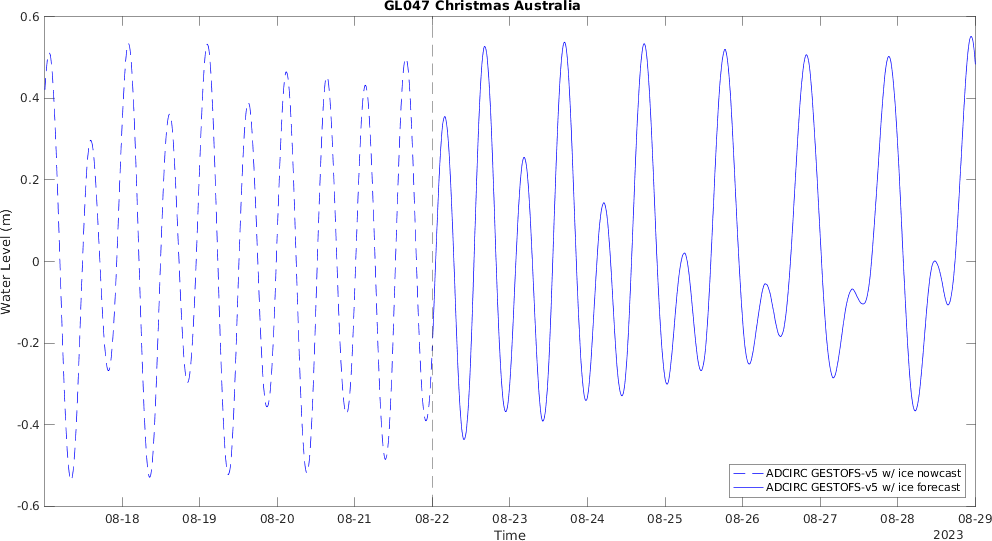 GL047 Christmas Australia
0.6
0.4
0.2
0
-0.2
-0.4
-0.6
Water Level (m)
ADCIRC GESTOFS-v5 w/ ice nowcast
ADCIRC GESTOFS-v5 w/ ice forecast
08-18 08-19 08-20 08-21 08-22 08-23 08-24 08-25 08-26 08-27 08-28 08-29
Time
2023